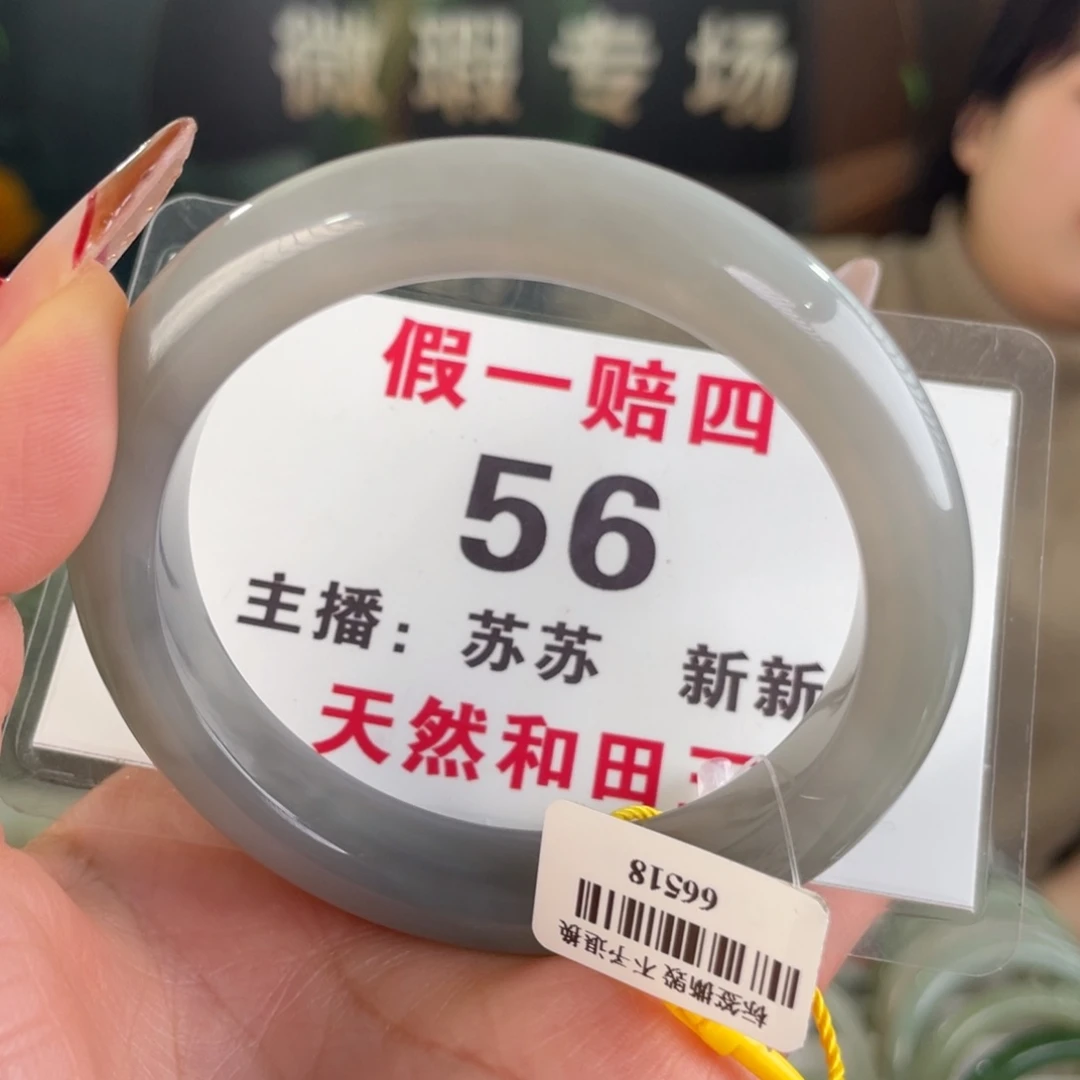 微瑕专场
假一赔四
56
主播：苏苏 新新
天然和田玉
66518
标签撕毁 不予退换